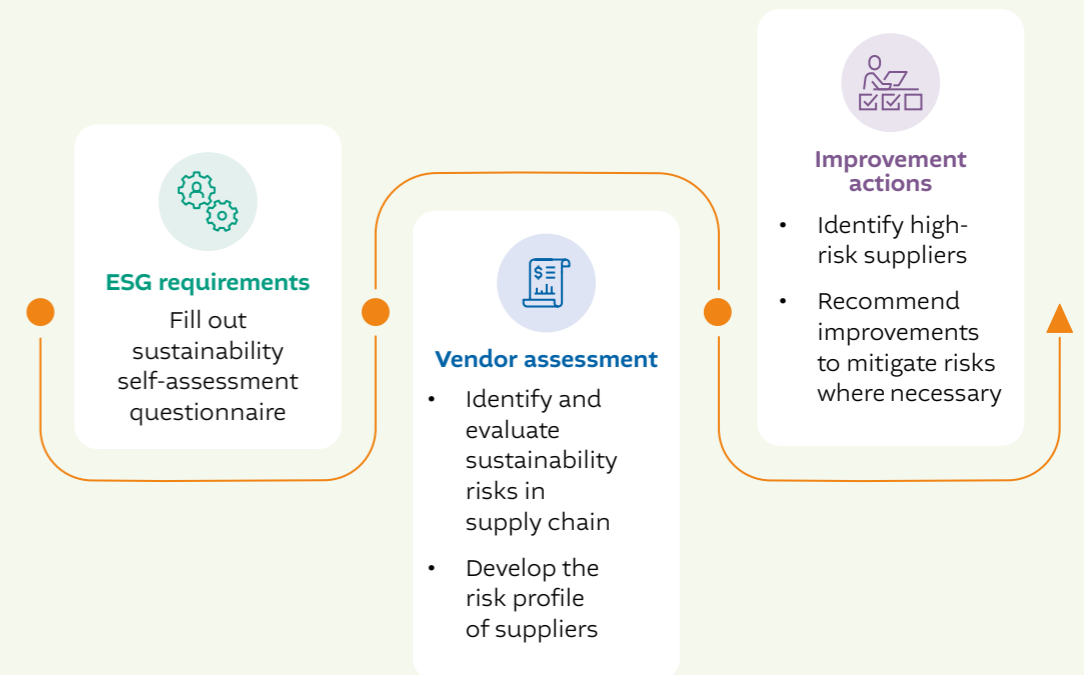 ESG requirements
Fill out
sustainability
self-assessment
questionnaire
Vendor assessment
• Identify and
evaluate
sustainability
risks in
supply chain
• Develop the
risk profile
of suppliers
Improvement
actions
• Identify high-
risk suppliers
• Recommend
improvements
to mitigate risks
where necessary